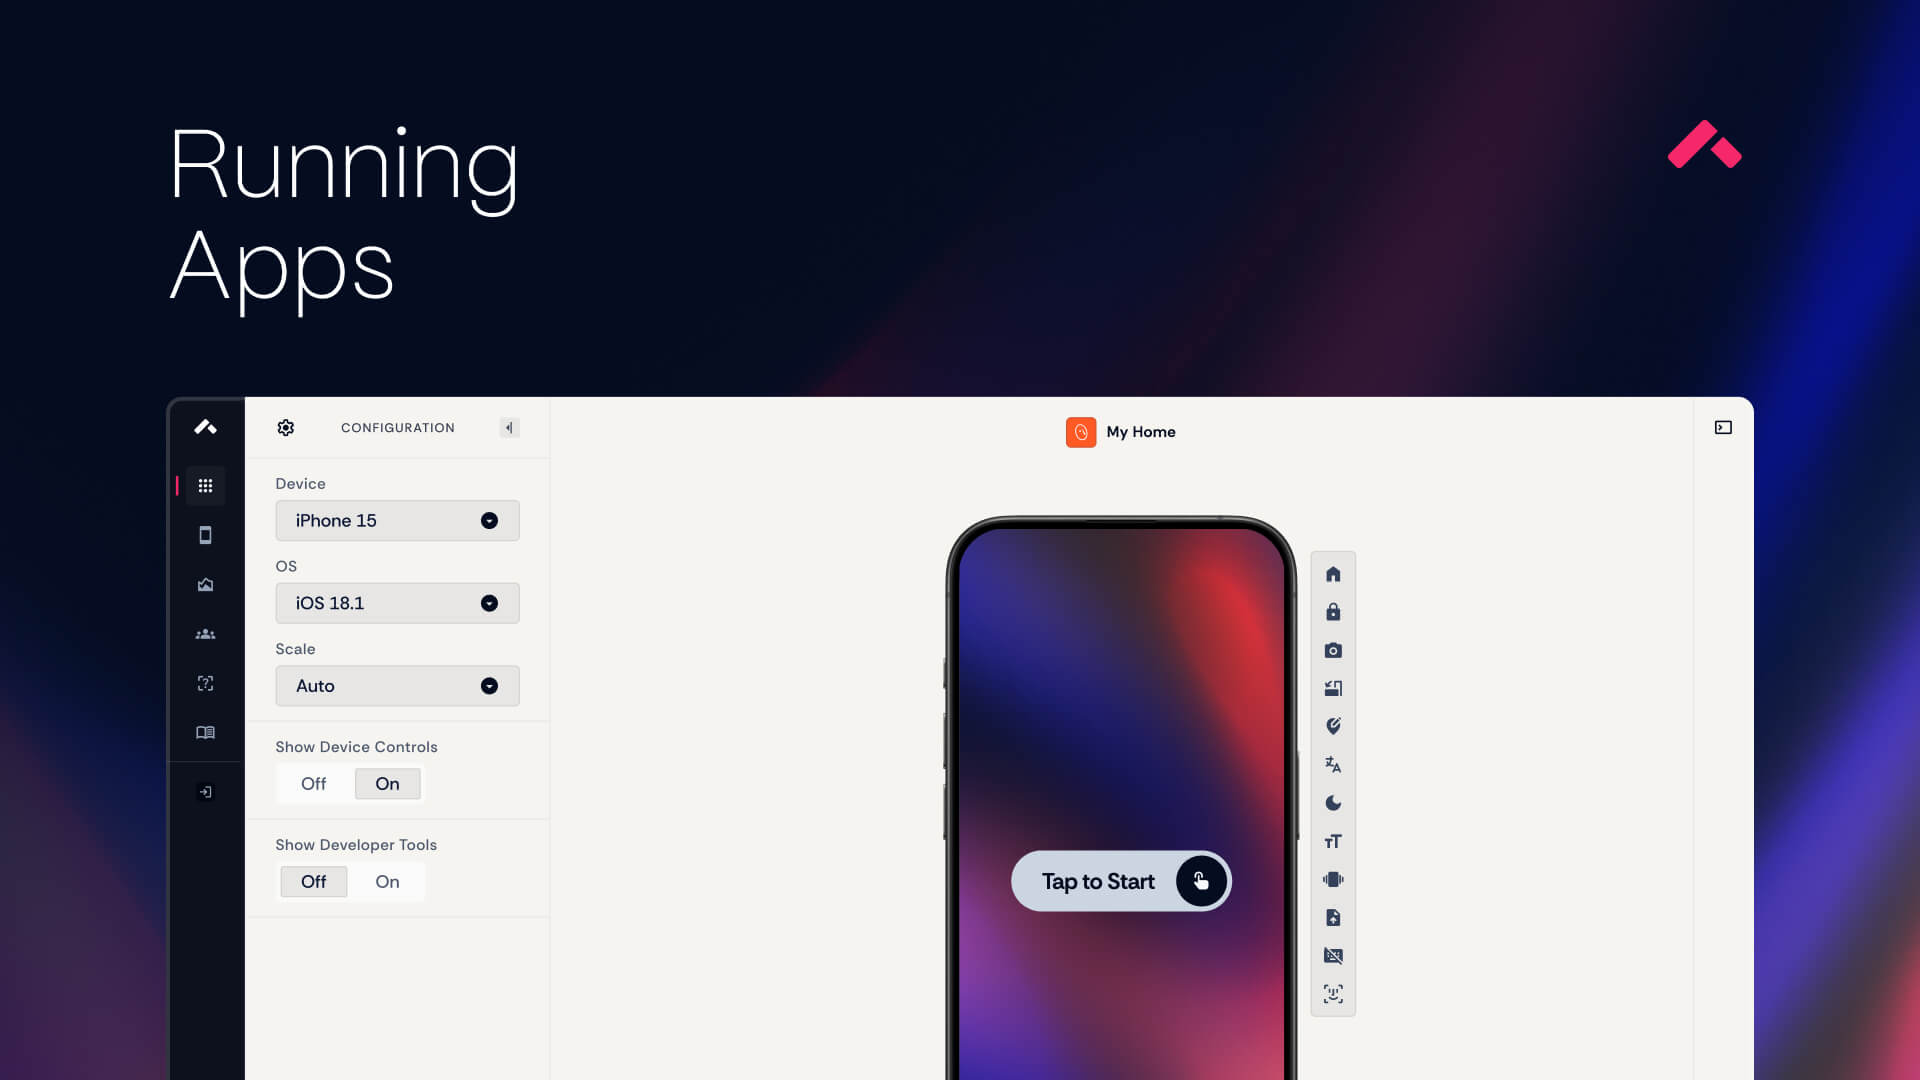 Running
Apps
CONFIGURATION
My Home
Device
iPhone 15
OS
iOS 18.1
Scale
Auto
Show Device Controls
Off On
Show Developer Tools
Off On
Tap to Start